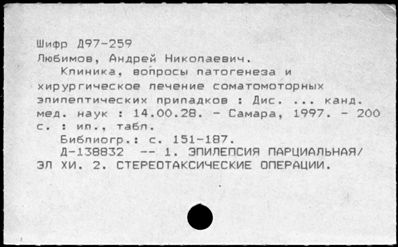 Шифр Д97-259
Любимов, Андрей Николаевич.
Клиника, вопросы патогенеза и
хирургическое лечение соматомоторных
эпилептических припадков : Дис. ... канд.
мед. наук : 14.00.28. - Самара, 1997. - 200
с. : ил., табл.
Библиогр.: с. 151-187.
Д-138832 -- 1. ЭПИЛЕПСИЯ ПАРЦИАЛЬНАЯ/
ЭЛ ХИ. 2. СТЕРЕОТАКСИЧЕСКИЕ ОПЕРАЦИИ.